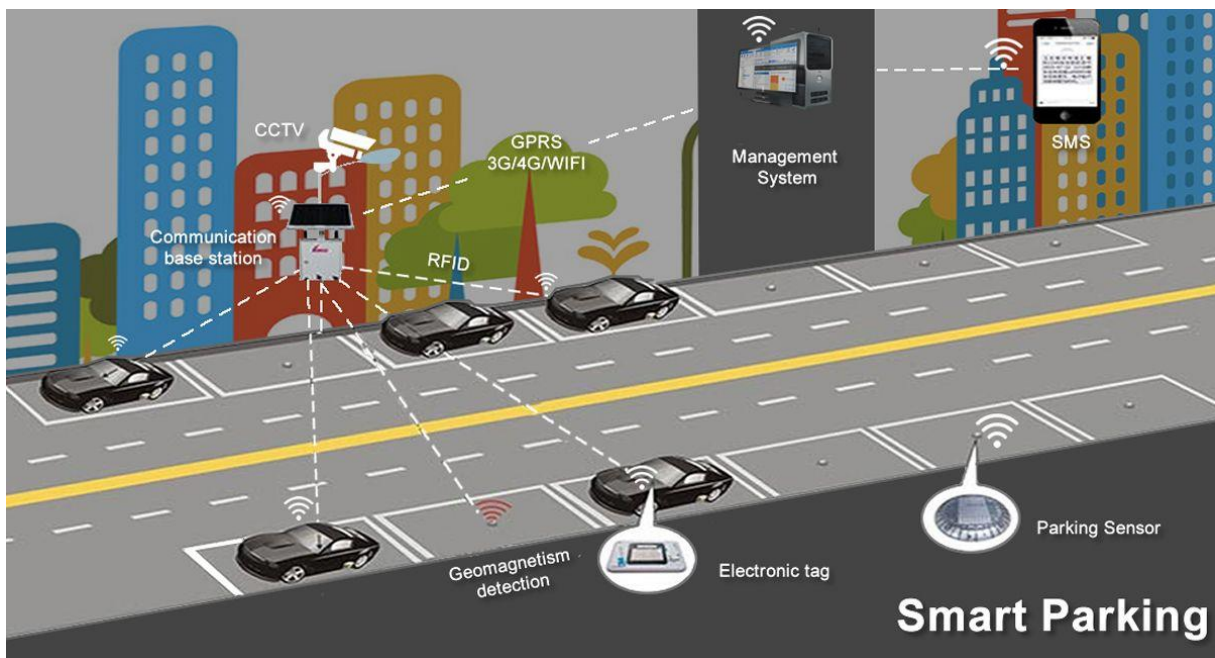 CCTV
GPRS
3G/4G/WIFI
Management
System
SMS
Communication
base station
RFID
Geomagnetism
detection
Electronic tag
Parking Sensor
Smart Parking